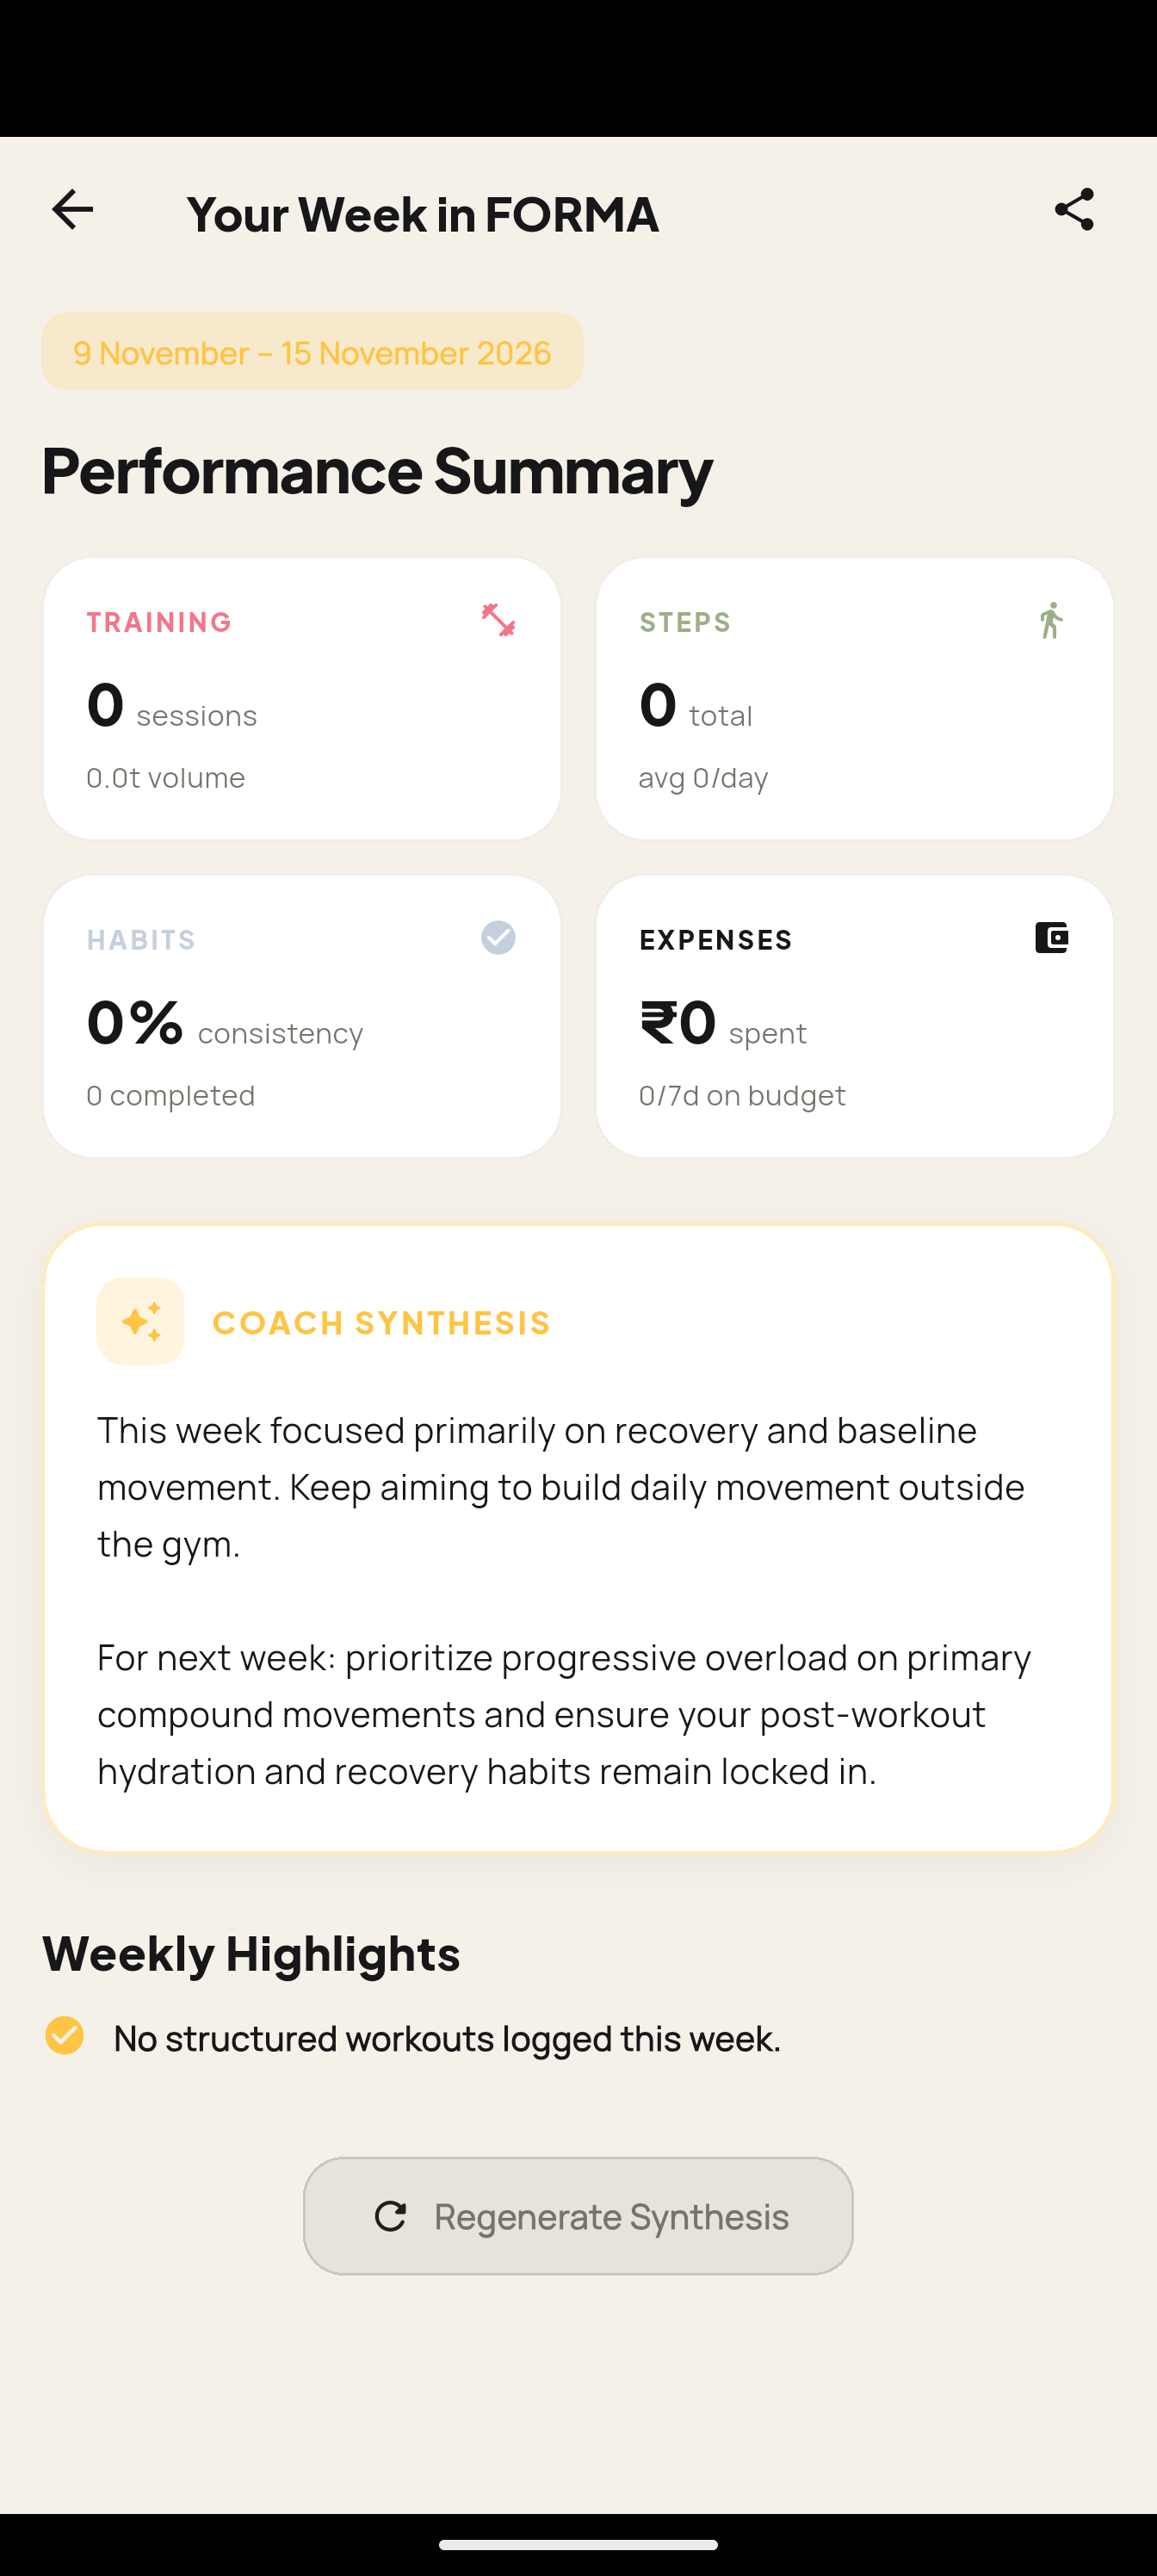 Your Week in FORMA
9 November – 15 November 2026
Performance Summary
TRAINING
0 sessions
0.0t volume
STEPS
0 total
avg 0/day
HABITS
0% consistency
0 completed
EXPENSES
₹0 spent
0/7d on budget
COACH SYNTHESIS
This week focused primarily on recovery and baseline
movement. Keep aiming to build daily movement outside
the gym.
For next week: prioritize progressive overload on primary
compound movements and ensure your post-workout
hydration and recovery habits remain locked in.
Weekly Highlights
No structured workouts logged this week.
Regenerate Synthesis